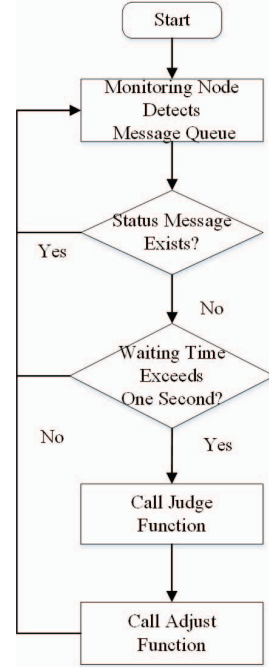 Start
Monitoring Node
Detects
Message Queue
Status Message
Exists?
Yes
No
Waiting Time
Exceeds
One Second?
No
Yes
Call Judge
Function
Call Adjust
Function